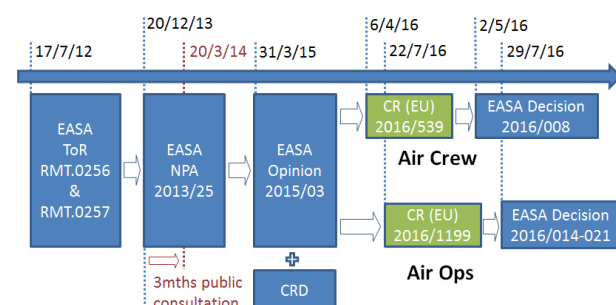 20/12/13
6/4/16
2/5/16
17/7/12
20/3/14
31/3/15
22/7/16
29/7/16
EASA
ToR
RMT.0256
&
RMT.0257
EASA
NPA
2013/25
EASA
Opinion
2015/03
CR (EU)
2016/539
EASA Decision
2016/008
Air Crew
CR (EU)
2016/1199
EASA Decision
2016/014-021
Air Ops
3mths public
consultation
CRD